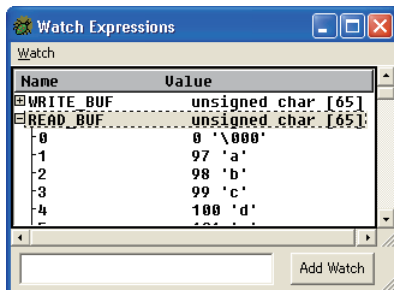 Watch Expressions
Watch
Name Value
WRITE_BUF unsigned char [65]
READ_BUF unsigned char [65]
0 0 '\000'
1 97 'a'
2 98 'b'
3 99 'c'
4 100 'd'
Add Watch